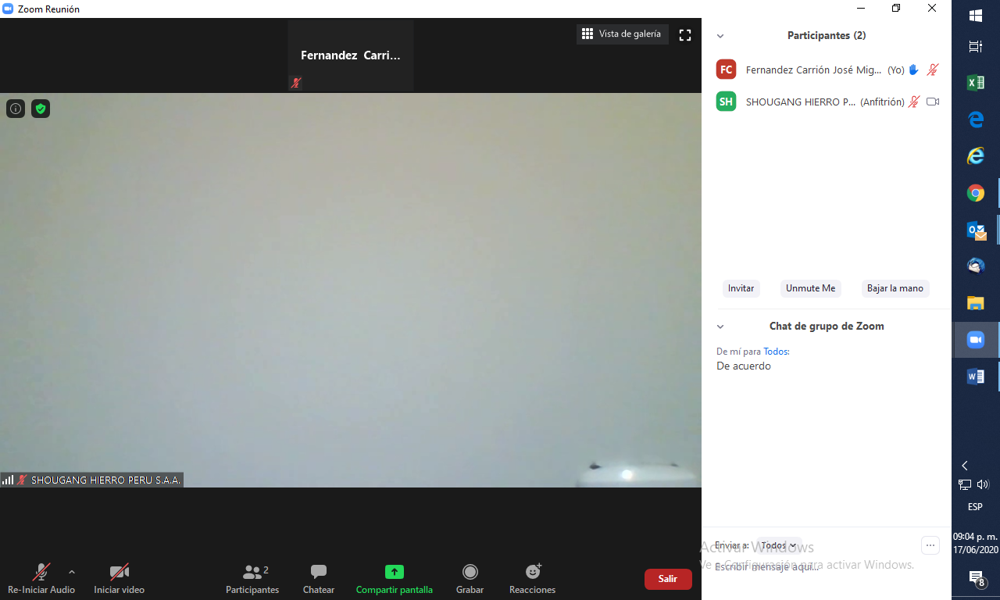 Zoom Reunión
Fernandez Carri...
Vista de galería
SHOUGANG HIERRO PERU S.A.A.
Re-Iniciar Audio
Iniciar video
2
Participantes
Chatear
Compartir pantalla
Grabar
Reacciones
Salir
Participantes (2)
FC Fernandez Carrión José Mig... (Yo)
SH SHOUGANG HIERRO P... (Anfitrión)
Invitar
Unmute Me
Bajar la mano
Chat de grupo de Zoom
De mí para Todos:
De acuerdo
Enviar a: Todos
Escribir mensaje aquí...
Activar Windows
Ve a Configuración para activar Windows.
ESP
09:04 p. m.
17/06/2020
8